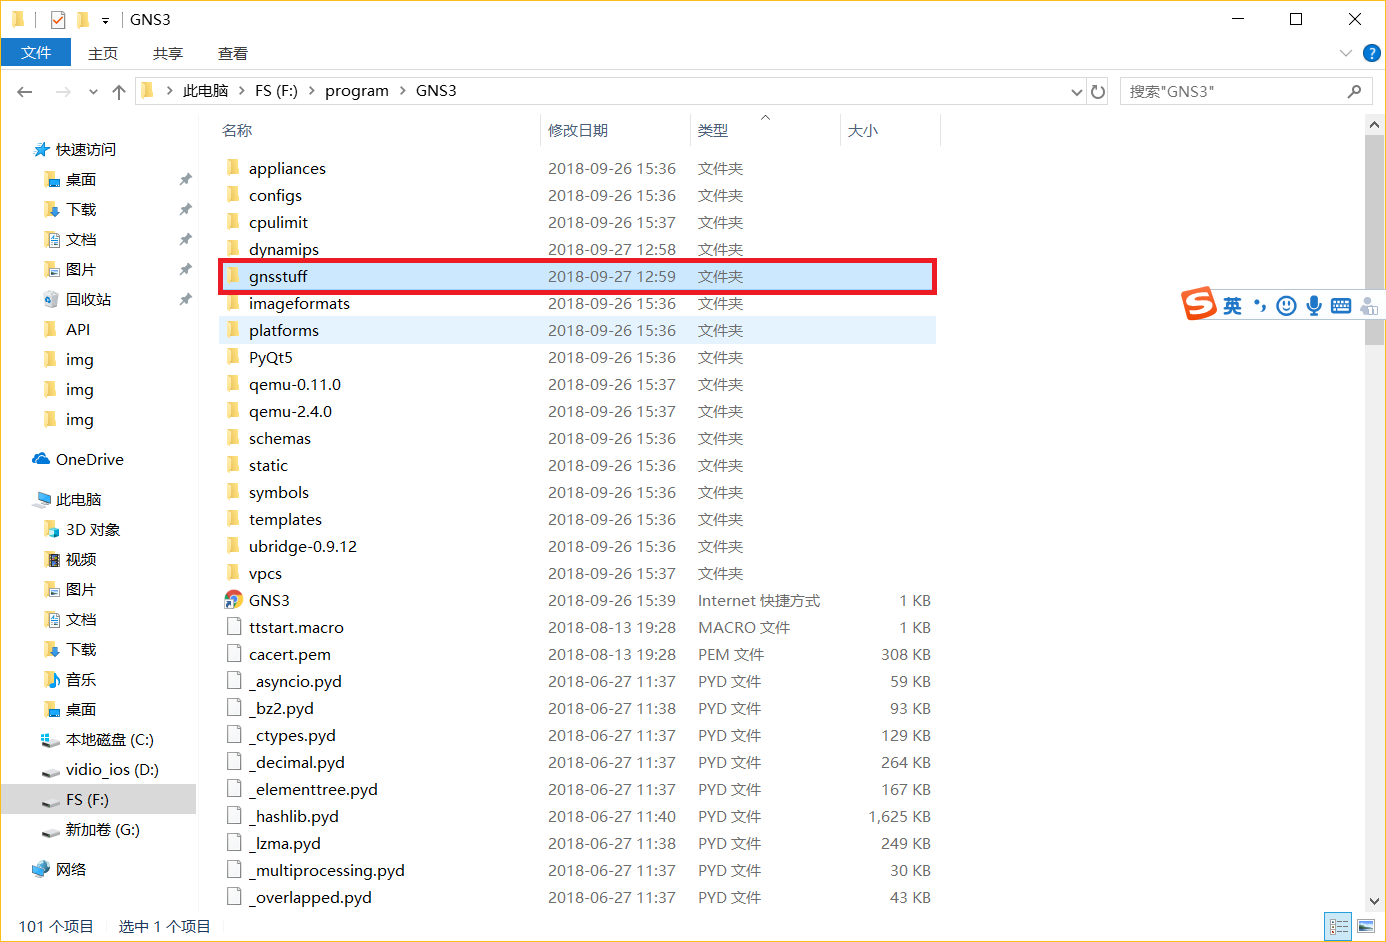 GNS3
文件 主页 共享 查看
此电脑 > FS (F:) > program > GNS3
搜索"GNS3"
名称 修改日期 类型 大小
快速访问
桌面
下载
文档
图片
回收站
API
img
img
img
OneDrive
此电脑
3D 对象
视频
图片
文档
下载
音乐
桌面
本地磁盘 (C:)
vidio_ios (D:)
FS (F:)
新加卷 (G:)
网络
appliances 2018-09-26 15:36 文件夹
configs 2018-09-26 15:36 文件夹
cpulimit 2018-09-26 15:37 文件夹
dynamips 2018-09-27 12:58 文件夹
gnsstuff 2018-09-27 12:59 文件夹
imageformats 2018-09-26 15:36 文件夹
platforms 2018-09-26 15:36 文件夹
PyQt5 2018-09-26 15:36 文件夹
qemu-0.11.0 2018-09-26 15:37 文件夹
qemu-2.4.0 2018-09-26 15:37 文件夹
schemas 2018-09-26 15:36 文件夹
static 2018-09-26 15:36 文件夹
symbols 2018-09-26 15:36 文件夹
templates 2018-09-26 15:36 文件夹
ubridge-0.9.12 2018-09-26 15:36 文件夹
vpcs 2018-09-26 15:37 文件夹
GNS3 2018-09-26 15:39 Internet 快捷方式 1 KB
ttstart.macro 2018-08-13 19:28 MACRO 文件 1 KB
cacert.pem 2018-08-13 19:28 PEM 文件 308 KB
_asyncio.pyd 2018-06-27 11:37 PYD 文件 59 KB
_bz2.pyd 2018-06-27 11:38 PYD 文件 93 KB
_ctypes.pyd 2018-06-27 11:37 PYD 文件 129 KB
_decimal.pyd 2018-06-27 11:37 PYD 文件 264 KB
_elementtree.pyd 2018-06-27 11:37 PYD 文件 167 KB
_hashlib.pyd 2018-06-27 11:40 PYD 文件 1,625 KB
_lzma.pyd 2018-06-27 11:38 PYD 文件 249 KB
_multiprocessing.pyd 2018-06-27 11:37 PYD 文件 30 KB
_overlapped.pyd 2018-06-27 11:37 PYD 文件 43 KB
S 英
101 个项目 选中 1 个项目